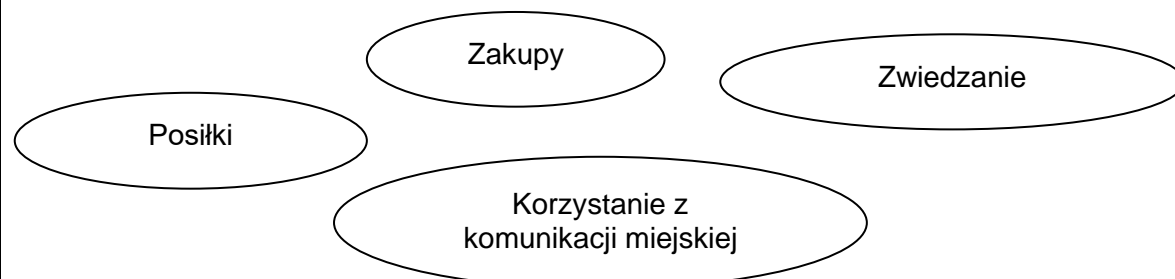 Zakupy
Zwiedzanie
Posiłki
Korzystanie z
komunikacji miejskiej